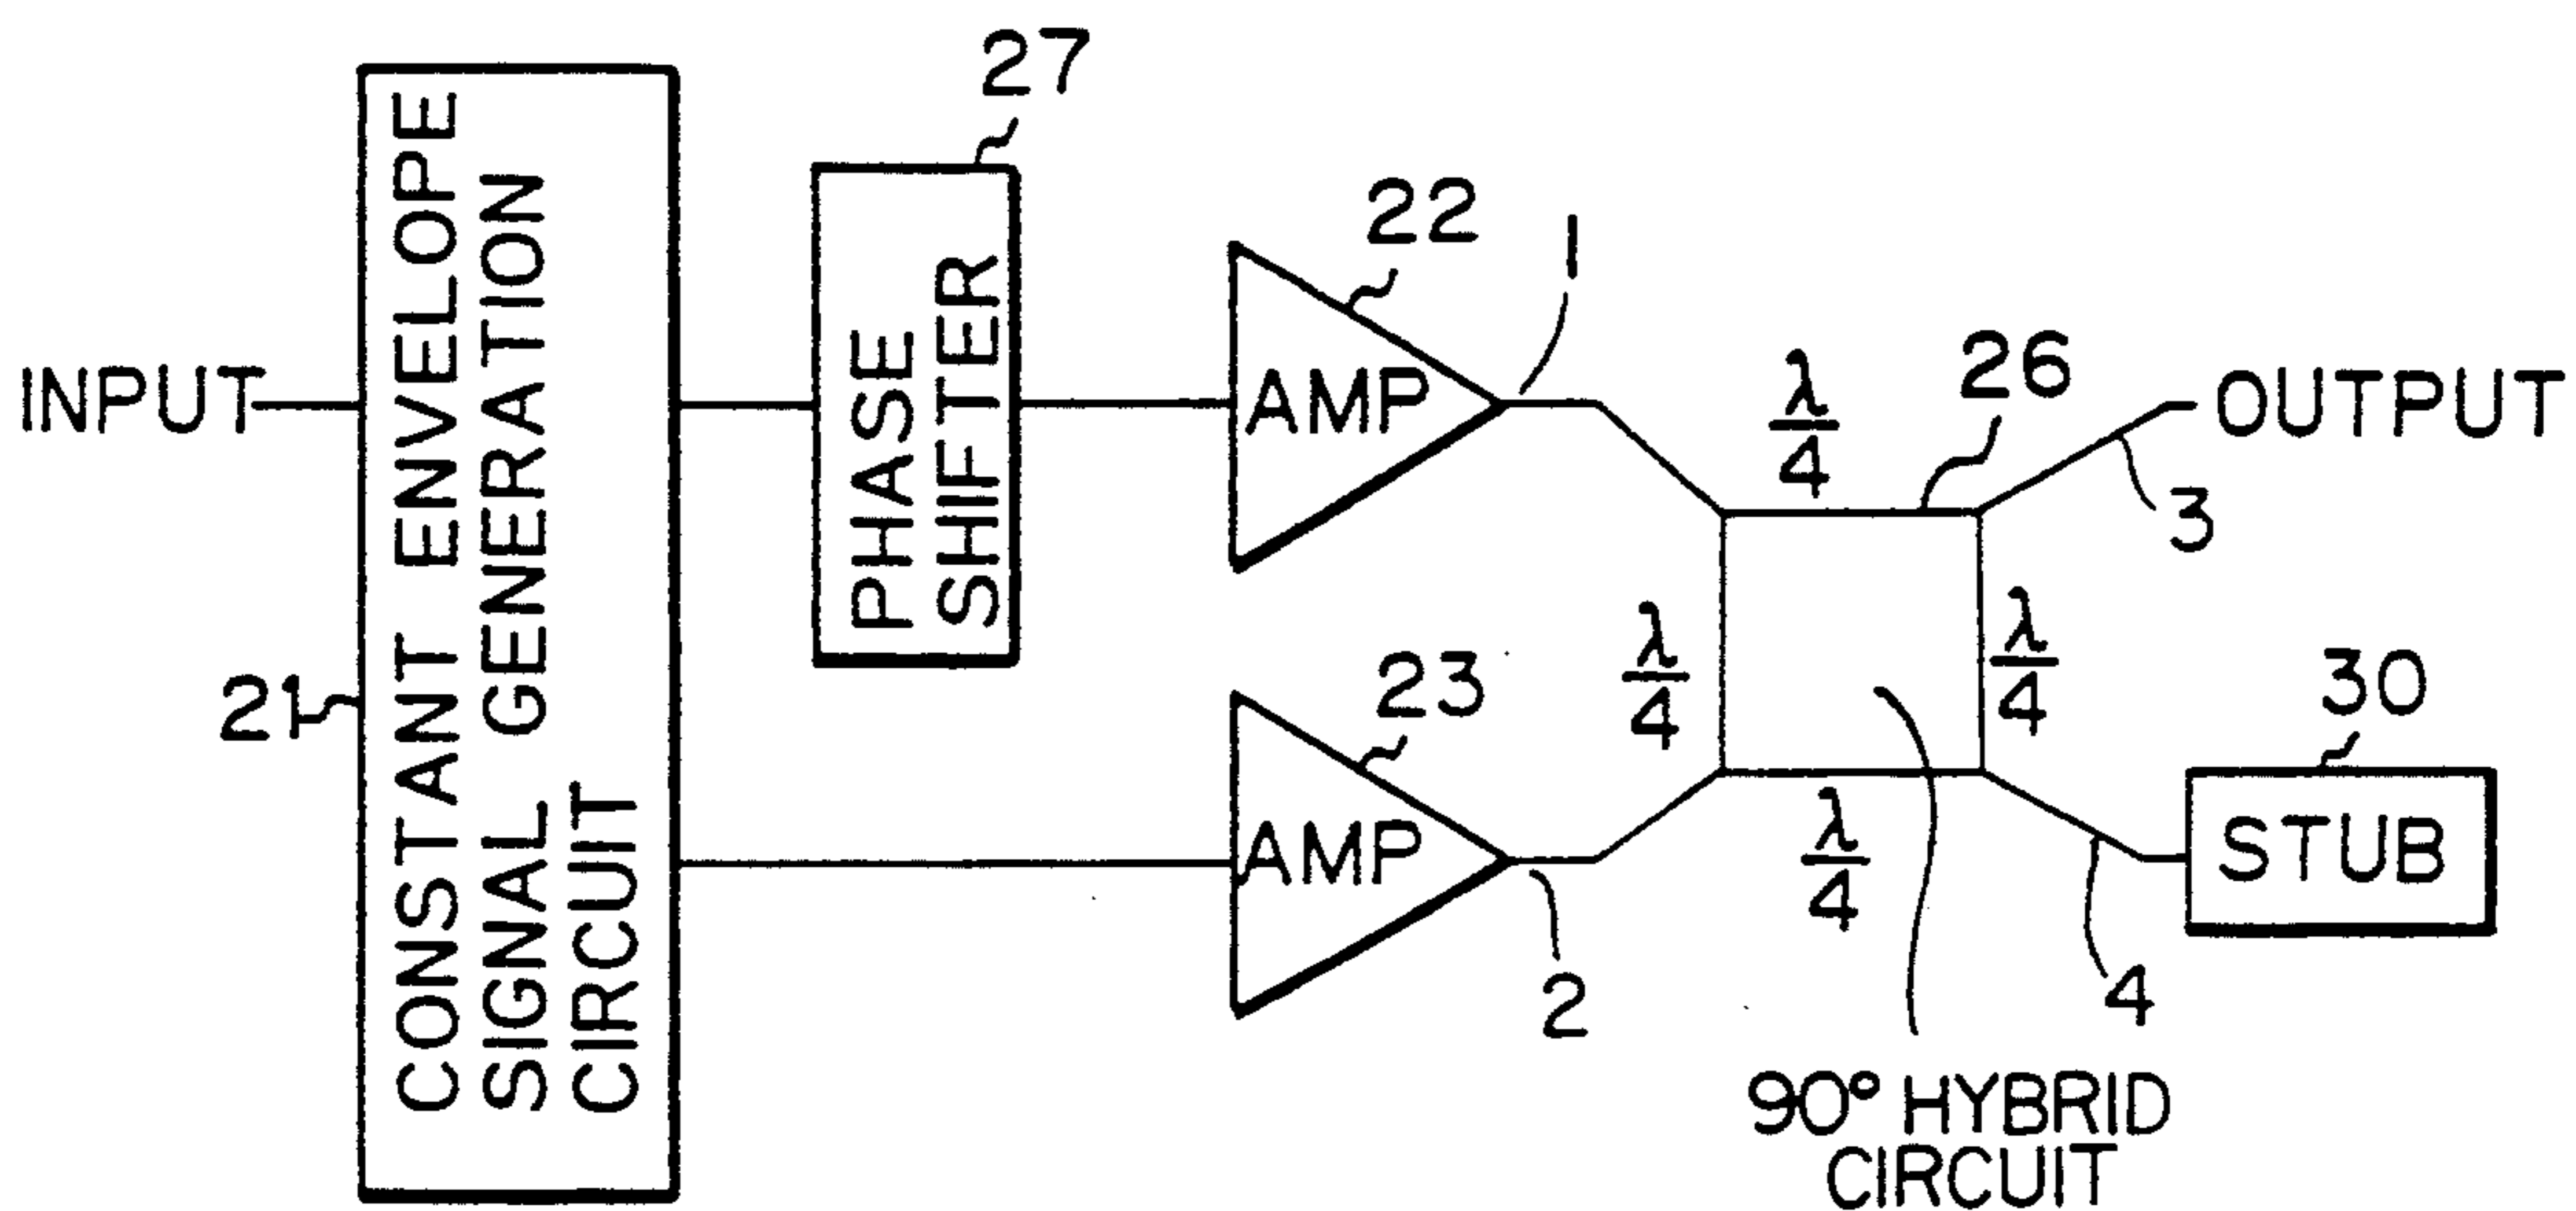 27
22
1
CONSTANT ENVELOPE
SIGNAL GENERATION
CIRCUIT
PHASE
SHIFTER
INPUT
AMP
λ/4
26
OUTPUT
3
λ/4
λ/4
21
23
30
AMP
λ/4
STUB
2
4
90° HYBRID
CIRCUIT